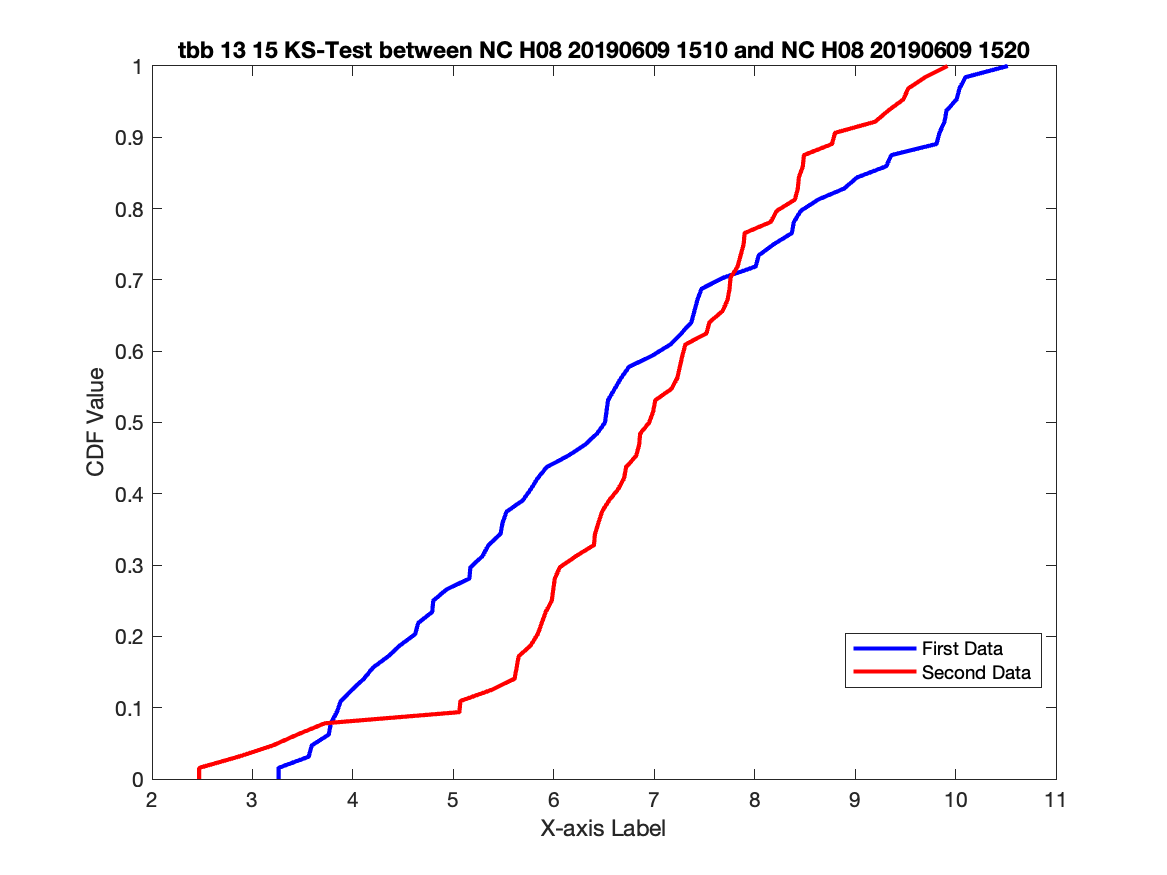 tbb 13 15 KS-Test between NC H08 20190609 1510 and NC H08 20190609 1520
1
0.9
0.8
0.7
0.6
0.5
0.4
0.3
0.2
0.1
0
CDF Value
First Data
Second Data
2 3 4 5 6 7 8 9 10 11
X-axis Label